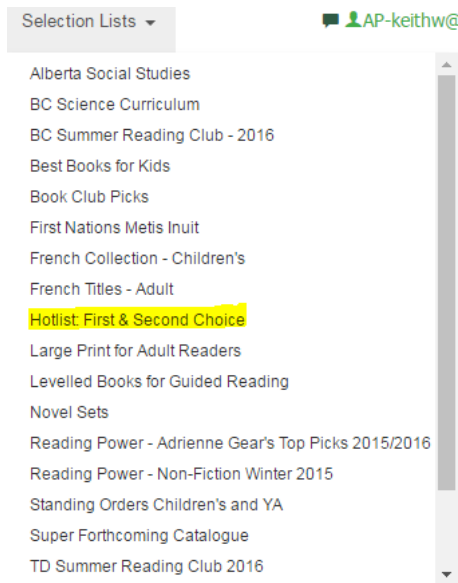 Selection Lists AP-keithw@
Alberta Social Studies
BC Science Curriculum
BC Summer Reading Club - 2016
Best Books for Kids
Book Club Picks
First Nations Metis Inuit
French Collection - Children's
French Titles - Adult
Hotlist: First & Second Choice
Large Print for Adult Readers
Levelled Books for Guided Reading
Novel Sets
Reading Power - Adrienne Gear's Top Picks 2015/2016
Reading Power - Non-Fiction Winter 2015
Standing Orders Children's and YA
Super Forthcoming Catalogue
TD Summer Reading Club 2016